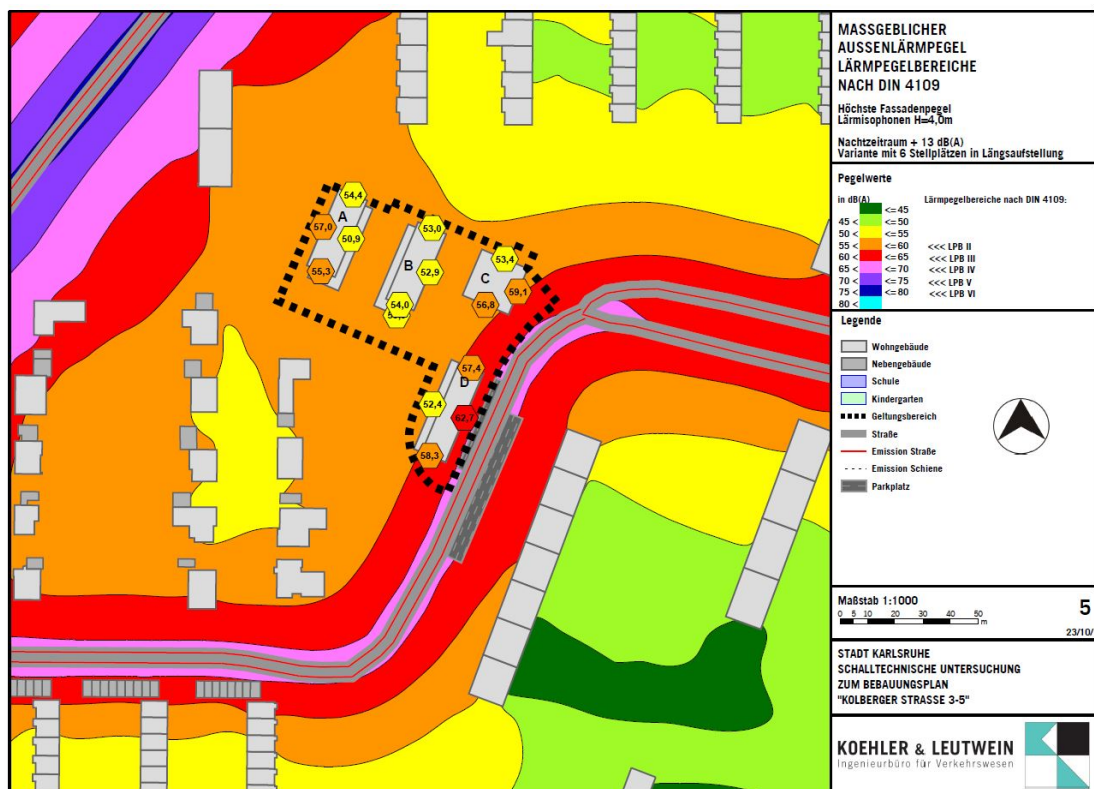 MASSGEBLICHER
AUSSENLÄRMPEGEL
LÄRMPEGELBEREICHE
NACH DIN 4109
Höchste Fassadenpegel
Lärmisophonen H=4,0m
Nachtzeitraum + 13 dB(A)
Variante mit 6 Stellplätzen in Längsaufstellung
Pegelwerte
in dB(A) Lärmpegelbereiche nach DIN 4109:
<=45
45 < <=50
50 < <=55
55 < <=60 <<< LPB II
60 < <=65 <<< LPB III
65 < <=70 <<< LPB IV
70 < <=75 <<< LPB V
75 < <=80 <<< LPB VI
80 <
Legende
Wohngebäude
Nebengebäude
Schule
Kindergarten
Geltungsbereich
Straße
Emission Straße
Emission Schiene
Parkplatz
Maßstab 1:1000
0 5 10 20 30 40 50
m
5
23/10/
STADT KARLSRUHE
SCHALLTECHNISCHE UNTERSUCHUNG
ZUM BEBAUUNGSPLAN
"KOLBERGER STRASSE 3-5"
KOEHLER & LEUTWEIN
Ingenieurbüro für Verkehrswesen
54,4
A
57,0
50,9
55,3
53,0
B
52,9
54,0
53,4
C
59,1
56,8
57,4
D
52,4
62,7
58,3